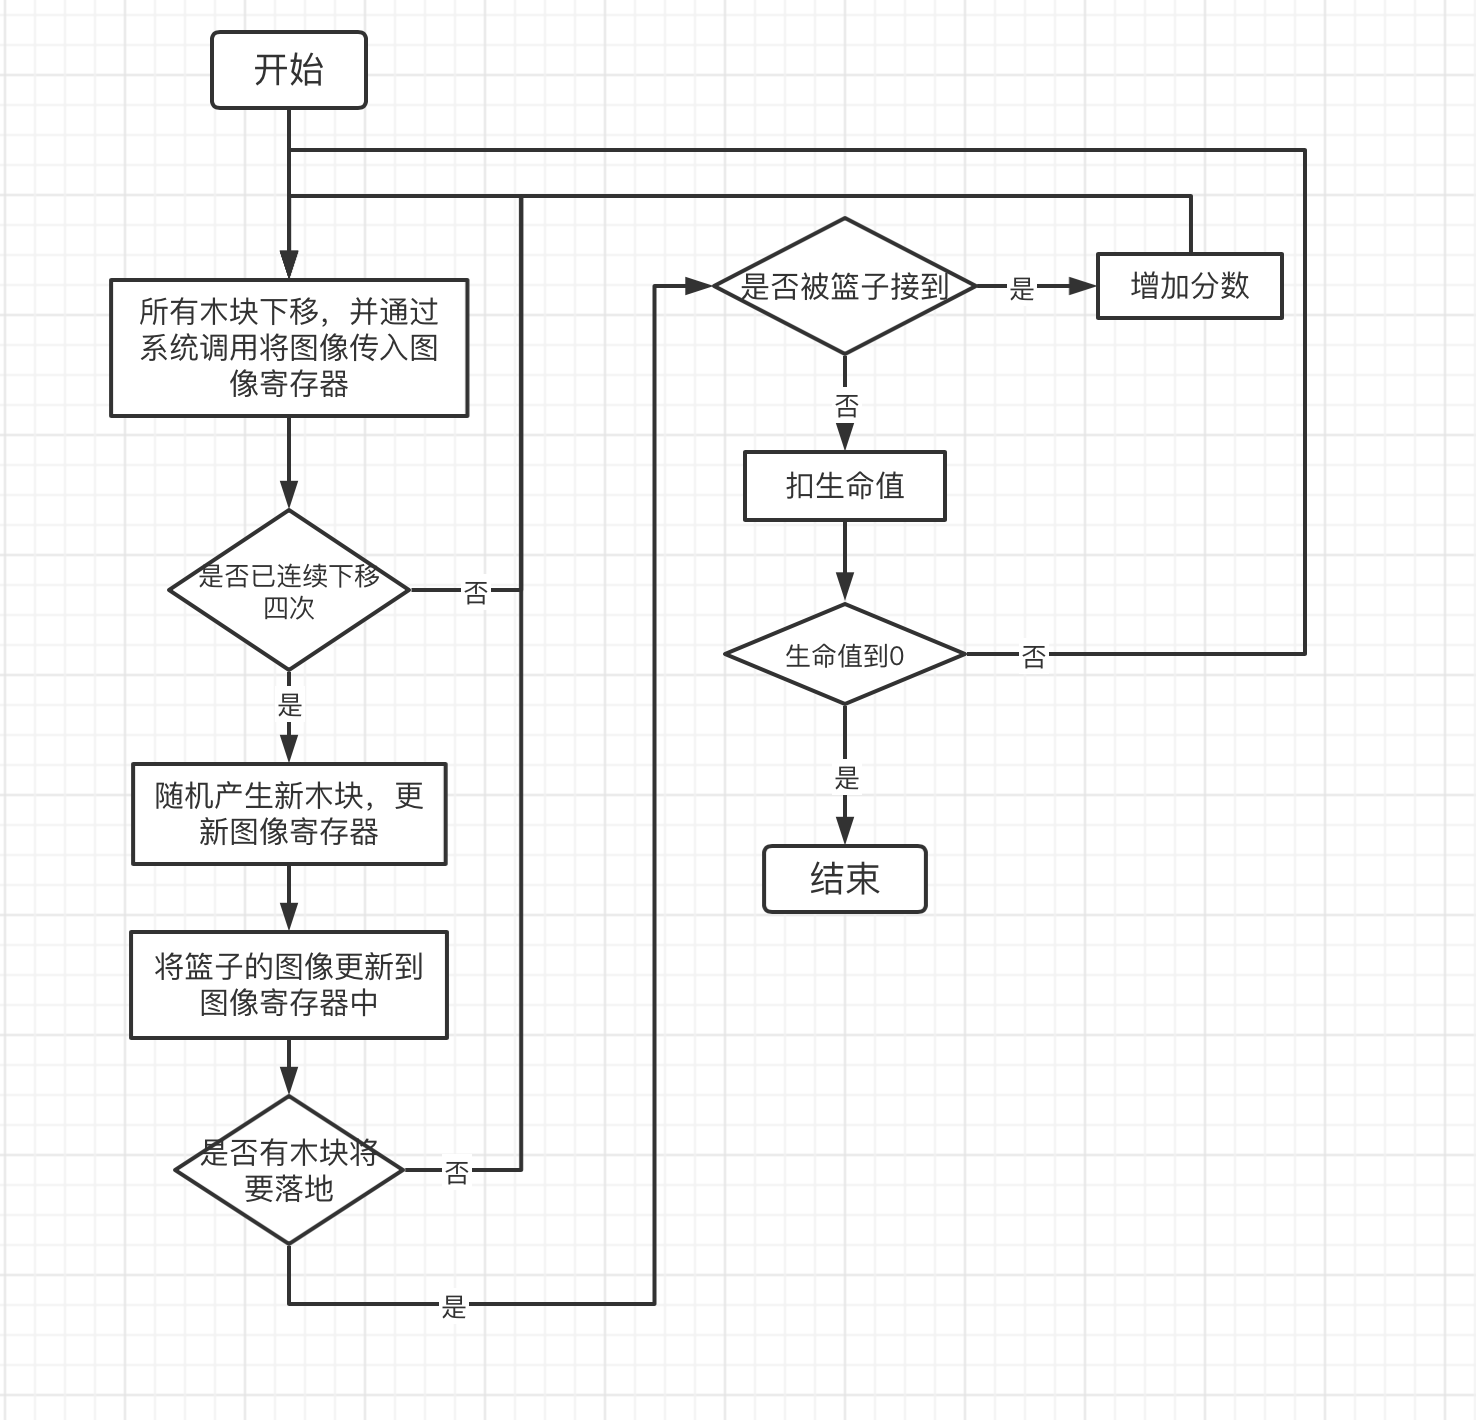 开始
所有木块下移，并通过
系统调用将图像传入图
像寄存器
是否已连续下移
四次
否
是
随机产生新木块，更
新图像寄存器
将篮子的图像更新到
图像寄存器中
是否有木块将
要落地
否
是
是否被篮子接到
是
增加分数
否
扣生命值
生命值到0
否
是
结束